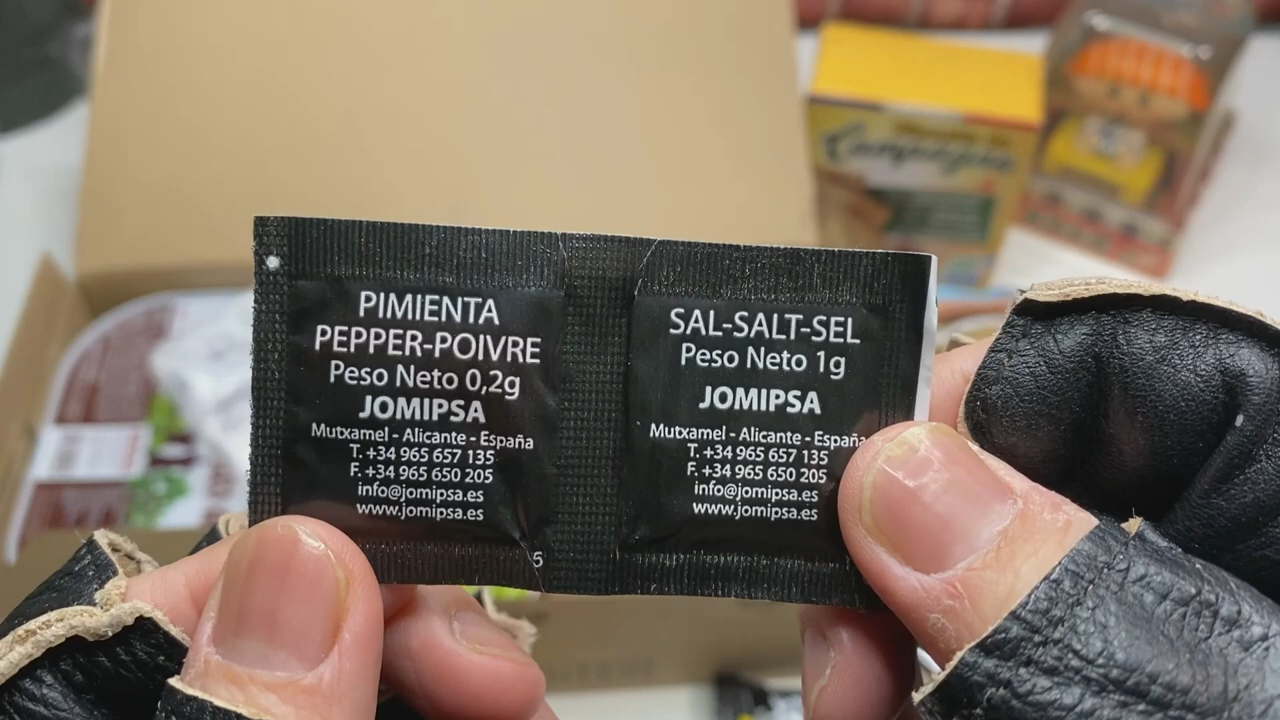 PIMIENTA
PEPPER-POIVRE
Peso Neto 0,2g
JOMIPSA
Mutxamel - Alicante - España
T. +34 965 657 135
F. +34 965 650 205
info@jomipsa.es
www.jomipsa.es
5
SAL-SALT-SEL
Peso Neto 1g
JOMIPSA
Mutxamel - Alicante - España
T. +34 965 657 135
F. +34 965 650 205
info@jomipsa.es
www.jomipsa.es